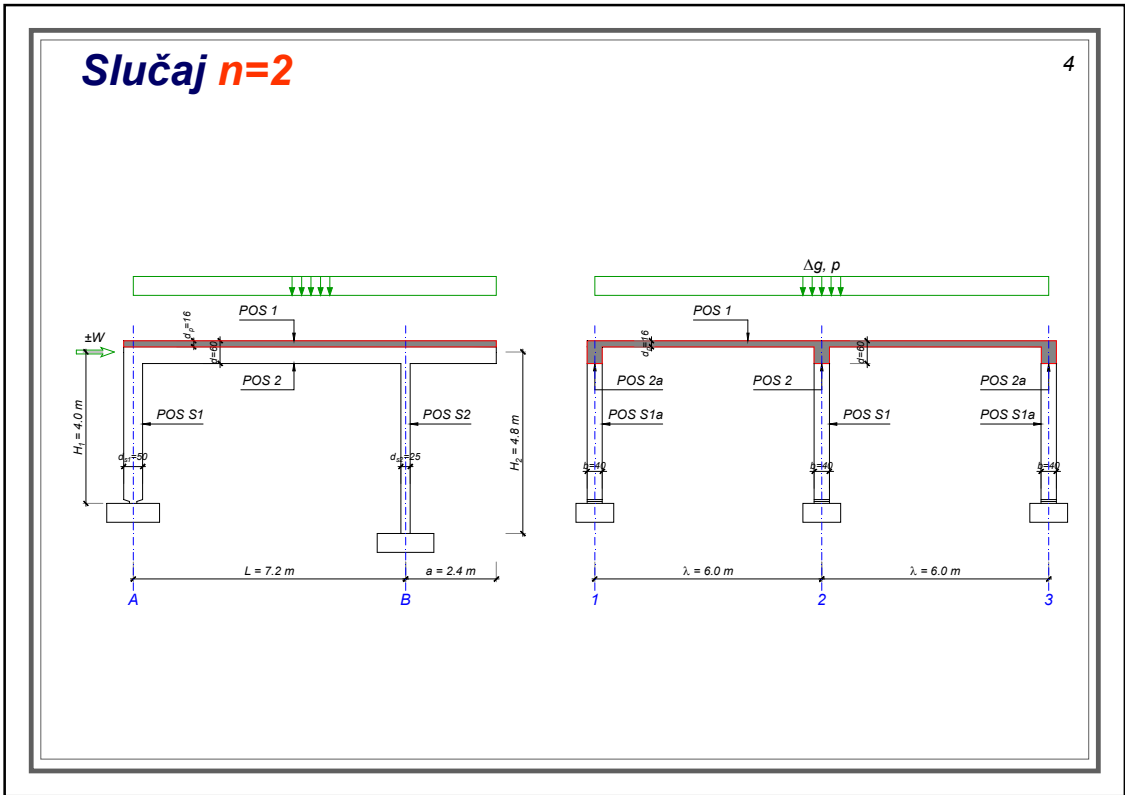 Slučaj n=2
4
Δg, p
±W
dₚ=16
d=60
POS 1
POS 2
POS S1
POS S2
H₁ = 4.0 m
dₛ₁=50
dₛ₂=25
H₂ = 4.8 m
L = 7.2 m
a = 2.4 m
A
B
POS 1
dₚ=16
d=60
POS 2a
POS 2
POS 2a
POS S1a
POS S1
POS S1a
b=40
b=40
b=40
λ = 6.0 m
λ = 6.0 m
1
2
3